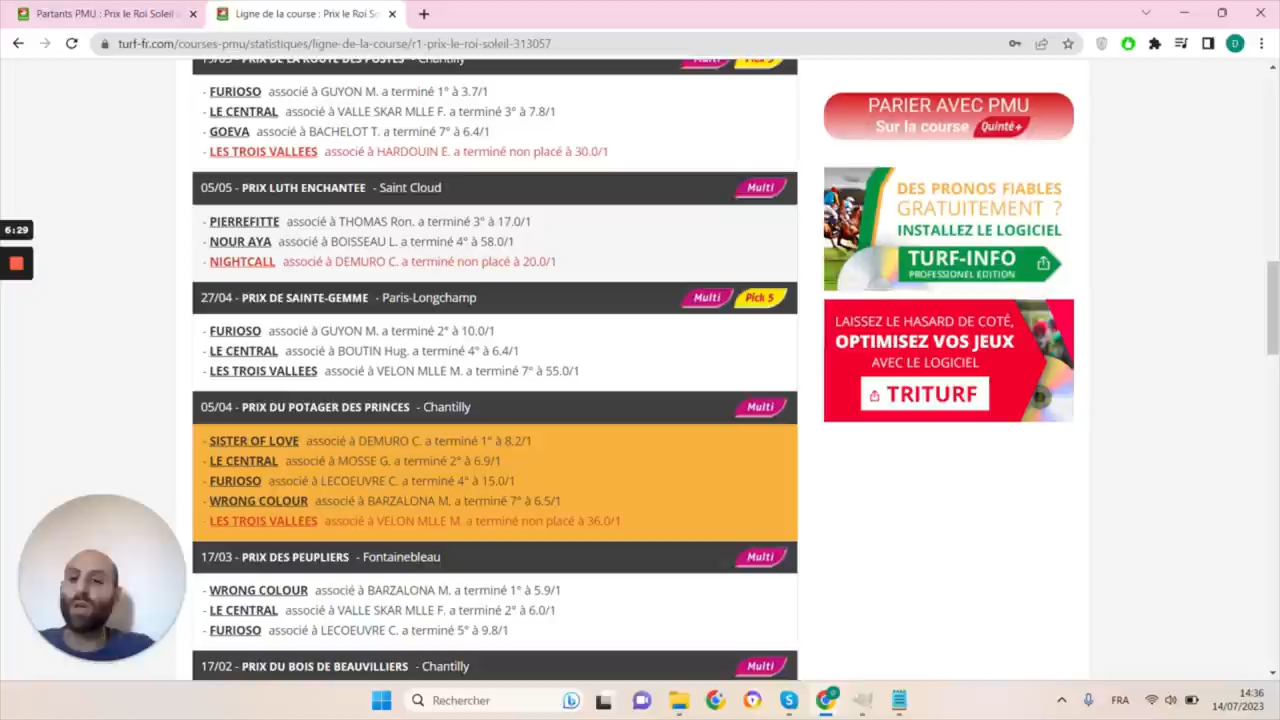 Partants PMU : Prix le Roi Soleil
Ligne de la course : Prix le Roi So
turf-fr.com/courses-pmu/statistiques/ligne-de-la-course/r1-prix-le-roi-soleil-313057
D
PRIX DE LA ROUTE DES POSTES - Chantilly
Multi Pick 5
- FURIOSO associé à GUYON M. a terminé 1° à 3.7/1
- LE CENTRAL associé à VALLE SKAR MLLE F. a terminé 3° à 7.8/1
- GOEVA associé à BACHELOT T. a terminé 7° à 6.4/1
- LES TROIS VALLEES associé à HARDOUIN E. a terminé non placé à 30.0/1
05/05 - PRIX LUTH ENCHANTEE - Saint Cloud
Multi
- PIERREFITTE associé à THOMAS Ron. a terminé 3° à 17.0/1
- NOUR AYA associé à BOISSEAU L. a terminé 4° à 58.0/1
- NIGHTCALL associé à DEMURO C. a terminé non placé à 20.0/1
27/04 - PRIX DE SAINTE-GEMME - Paris-Longchamp
Multi Pick 5
- FURIOSO associé à GUYON M. a terminé 2° à 10.0/1
- LE CENTRAL associé à BOUTIN Hug. a terminé 4° à 6.4/1
- LES TROIS VALLEES associé à VELON MLLE M. a terminé 7° à 55.0/1
05/04 - PRIX DU POTAGER DES PRINCES - Chantilly
Multi
- SISTER OF LOVE associé à DEMURO C. a terminé 1° à 8.2/1
- LE CENTRAL associé à MOSSE G. a terminé 2° à 6.9/1
- FURIOSO associé à LECOEUVRE C. a terminé 4° à 15.0/1
- WRONG COLOUR associé à BARZALONA M. a terminé 7° à 6.5/1
- LES TROIS VALLEES associé à VELON MLLE M. a terminé non placé à 36.0/1
17/03 - PRIX DES PEUPLIERS - Fontainebleau
Multi
- WRONG COLOUR associé à BARZALONA M. a terminé 1° à 5.9/1
- LE CENTRAL associé à VALLE SKAR MLLE F. a terminé 2° à 6.0/1
- FURIOSO associé à LECOEUVRE C. a terminé 5° à 9.8/1
17/02 - PRIX DU BOIS DE BEAUVILLIERS - Chantilly
Multi
PARIER AVEC PMU
Sur la course Quinté+
DES PRONOS FIABLES
GRATUITEMENT ?
INSTALLEZ LE LOGICIEL
TURF-INFO
PROFESSIONEL EDITION
LAISSEZ LE HASARD DE COTÉ,
OPTIMISEZ VOS JEUX
AVEC LE LOGICIEL
TRITURF
6:29
Rechercher
FRA
14:36
14/07/2023